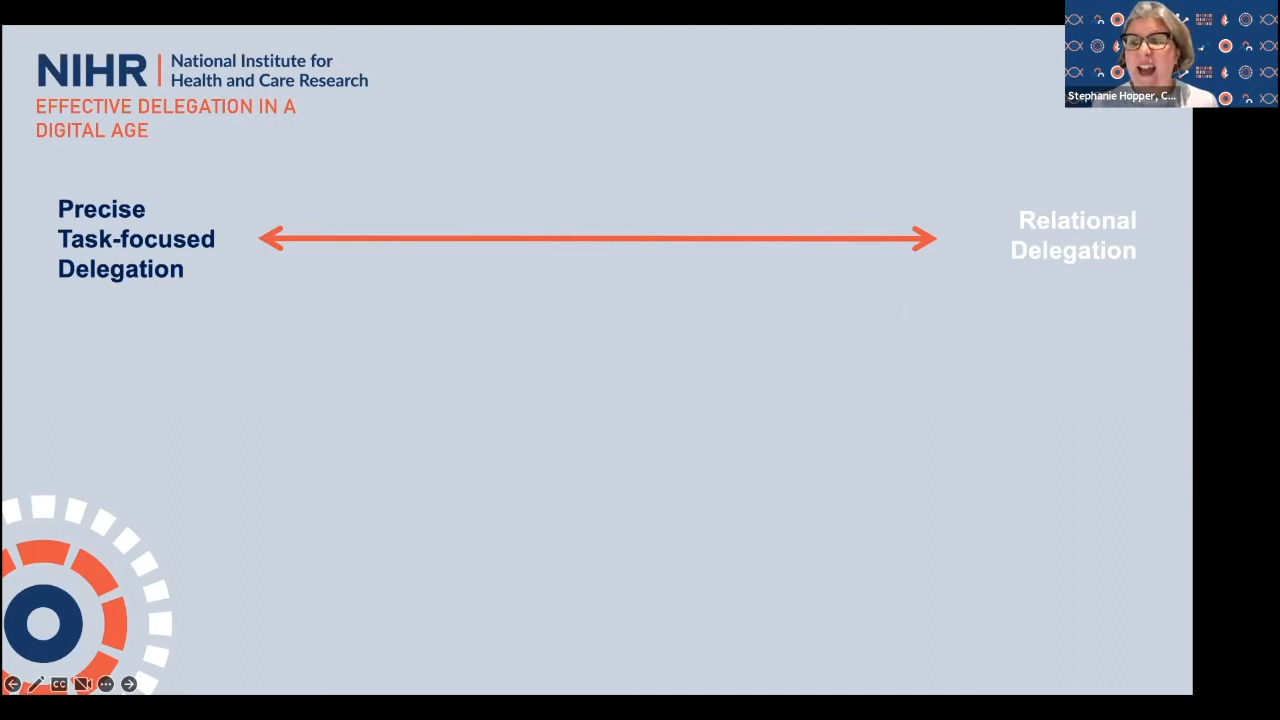 NIHR | National Institute for
Health and Care Research
EFFECTIVE DELEGATION IN A
DIGITAL AGE
Stephanie Hopper, C...
Precise
Task-focused
Delegation
Relational
Delegation
CC